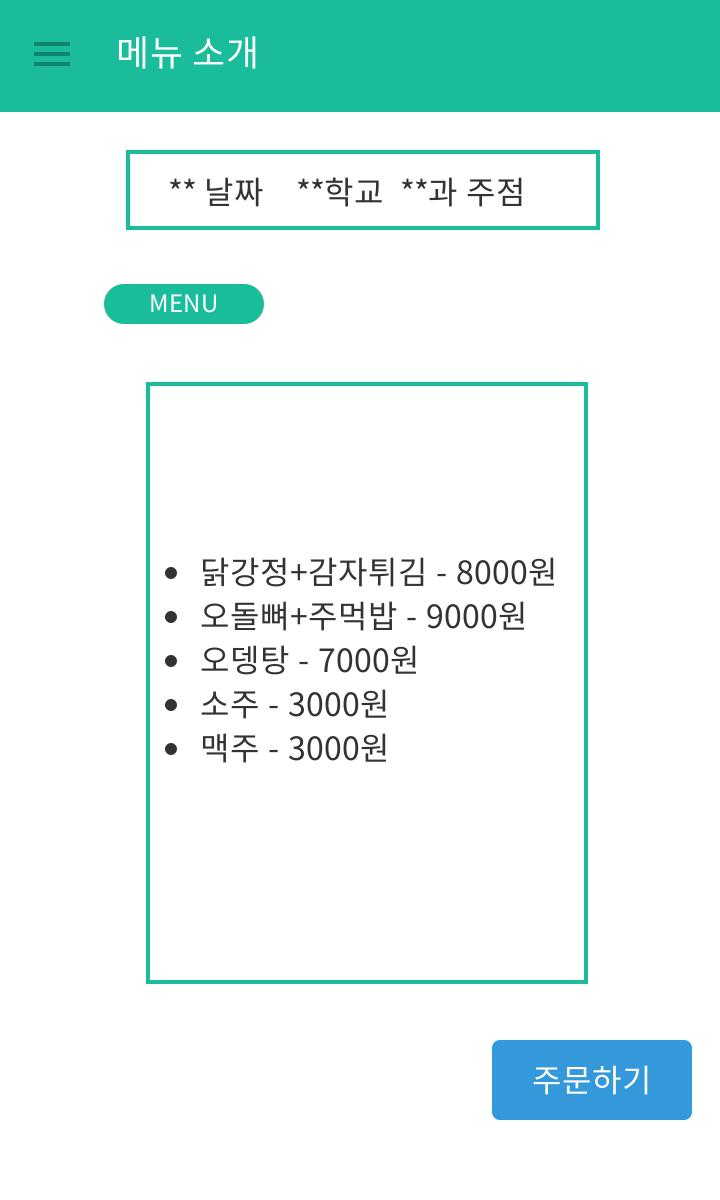 메뉴 소개
** 날짜 **학교 **과 주점
MENU
닭강정+감자튀김 - 8000원
오돌뼈+주먹밥 - 9000원
오뎅탕 - 7000원
소주 - 3000원
맥주 - 3000원
주문하기